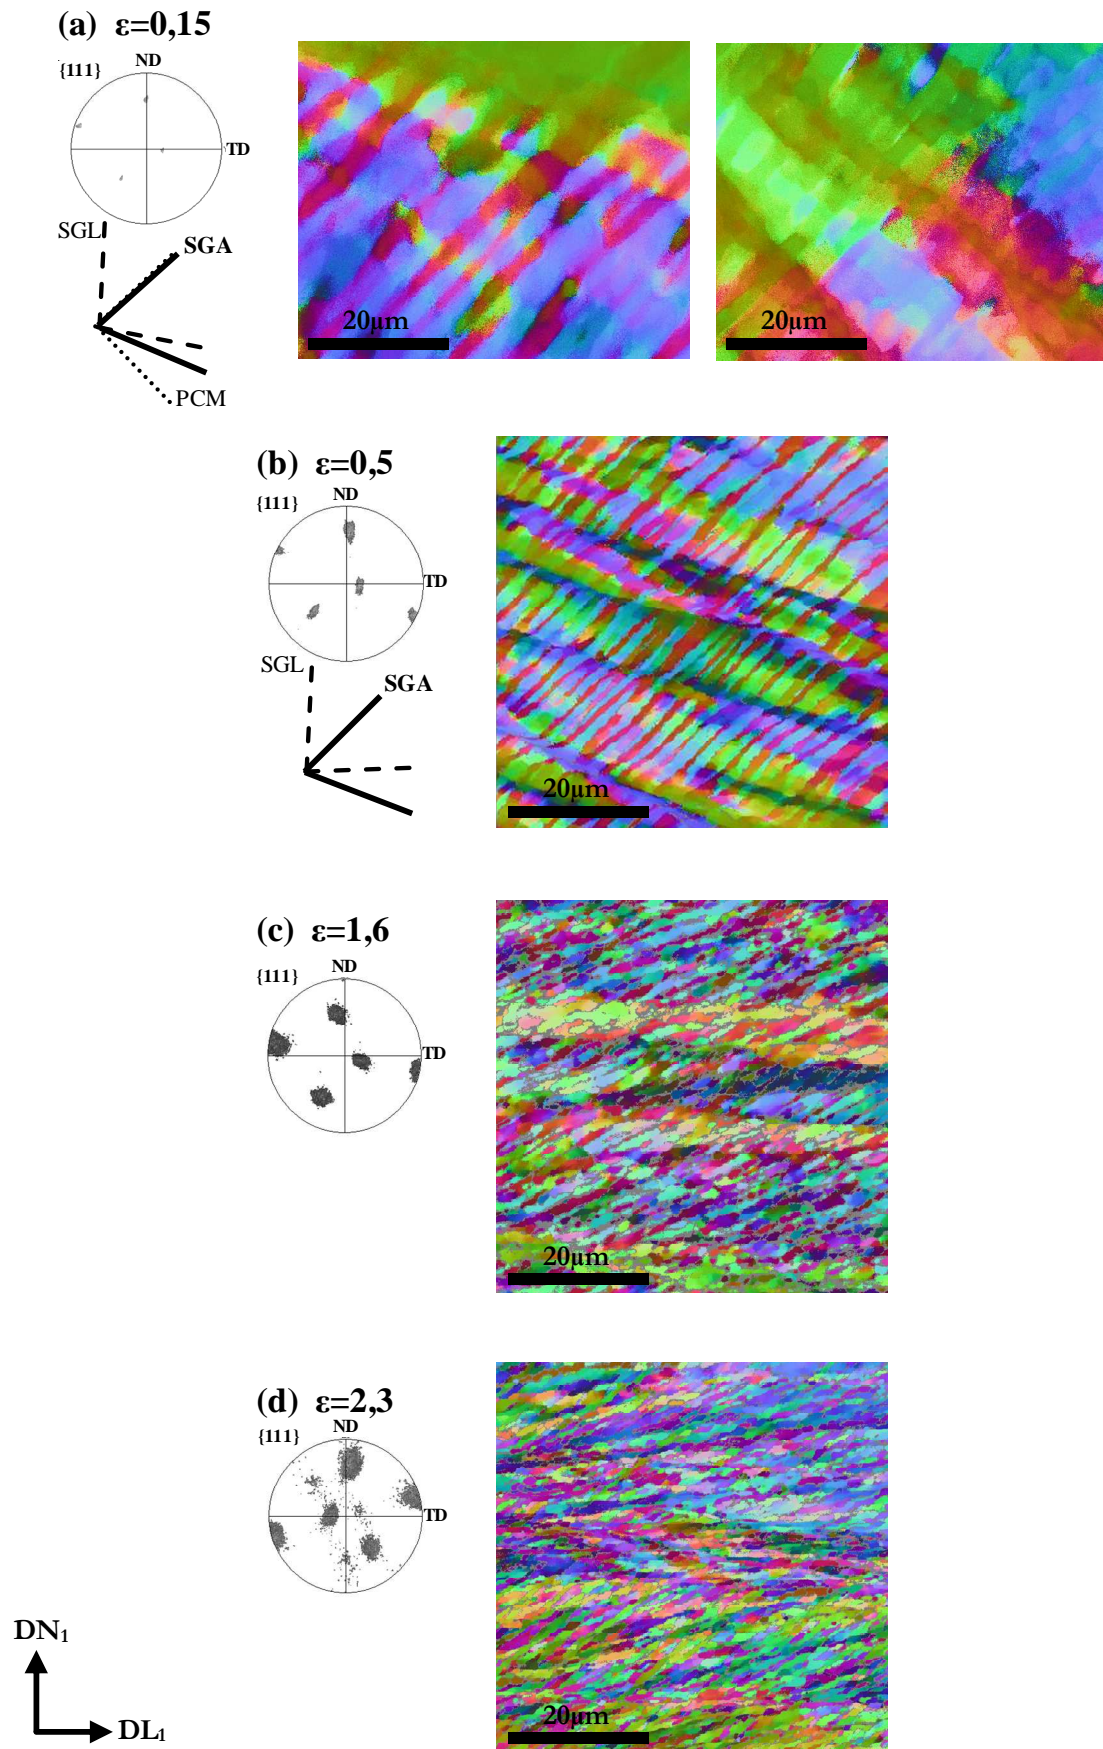 (a) ε=0,15
{111}
ND
TD
SGL
SGA
PCM
20µm
20µm
(b) ε=0,5
{111}
ND
TD
SGL
SGA
20µm
(c) ε=1,6
{111}
ND
TD
20µm
(d) ε=2,3
{111}
ND
TD
20µm
DN₁
DL₁